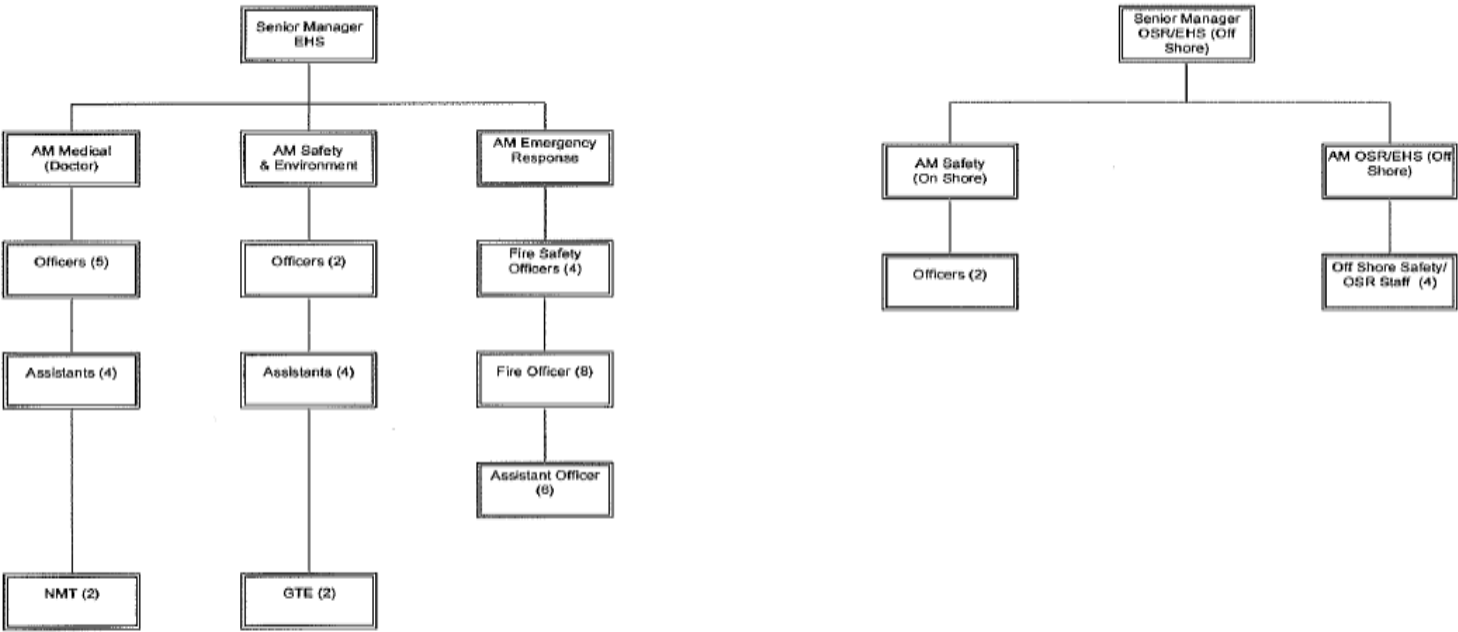 Senior Manager
EHS
Senior Manager
OSR/EHS (Off
Shore)
AM Medical
(Doctor)
AM Safety
& Environment
AM Emergency
Response
AM Safety
(On Shore)
AM OSR/EHS (Off
Shore)
Officers (5)
Officers (2)
Fire Safety
Officers (4)
Officers (2)
Off Shore Safety/
OSR Staff (4)
Assistants (4)
Assistants (4)
Fire Officer (8)
Assistant Officer
(6)
NMT (2)
GTE (2)